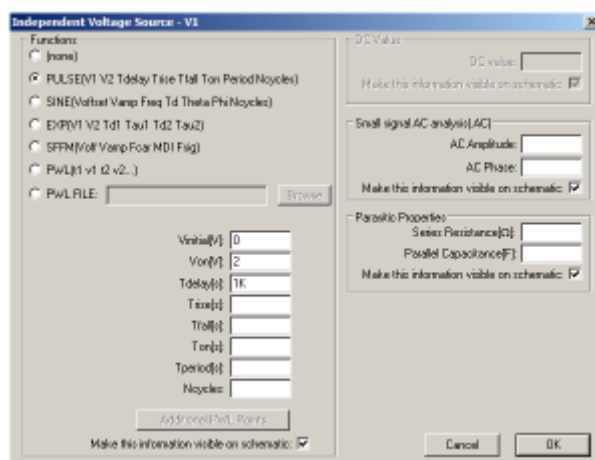 Independent Voltage Source - V1
Functions
(none)
PULSE(V1 V2 Tdelay Trise Tfall Ton Period Ncycles)
SINE(Voffset Vamp Freq Td Theta Phi Ncycles)
EXP(V1 V2 Td1 Tau1 Td2 Tau2)
SFFM(Voff Vamp Fcar MDI Fsig)
PWL(t1 v1 t2 v2...)
PWL FILE:
Browse
Vinitial[V]: 0
Von[V]: 2
Tdelay[s]: 1K
Trise[s]:
Tfall[s]:
Ton[s]:
Tperiod[s]:
Ncycles:
Additional PWL Points
Make this information visible on schematic:
DC Value
DC value:
Make this information visible on schematic:
Small signal AC analysis(.AC)
AC Amplitude:
AC Phase:
Make this information visible on schematic:
Parasitic Properties
Series Resistance[Ω]:
Parallel Capacitance[F]:
Make this information visible on schematic:
Cancel
OK